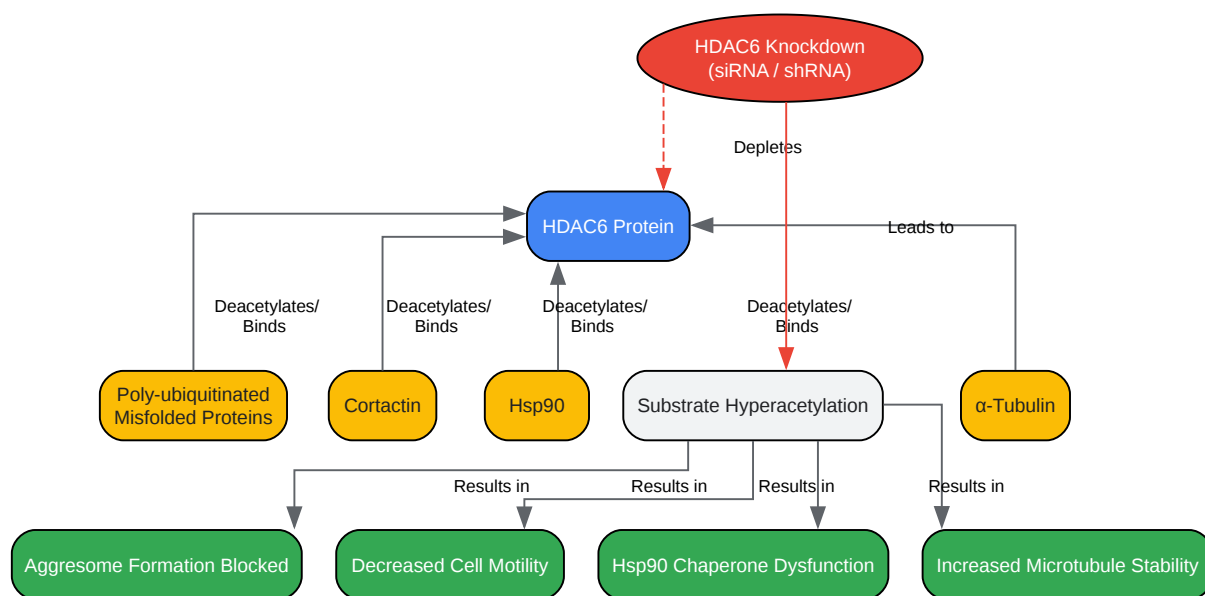 HDAC6 Knockdown
(siRNA / shRNA)
Depletes
HDAC6 Protein
Leads to
Deacetylates/
Binds
Deacetylates/
Binds
Deacetylates/
Binds
Deacetylates/
Binds
Poly-ubiquitinated
Misfolded Proteins
Cortactin
Hsp90
Substrate Hyperacetylation
α-Tubulin
Results in
Results in
Results in
Results in
Aggresome Formation Blocked
Decreased Cell Motility
Hsp90 Chaperone Dysfunction
Increased Microtubule Stability